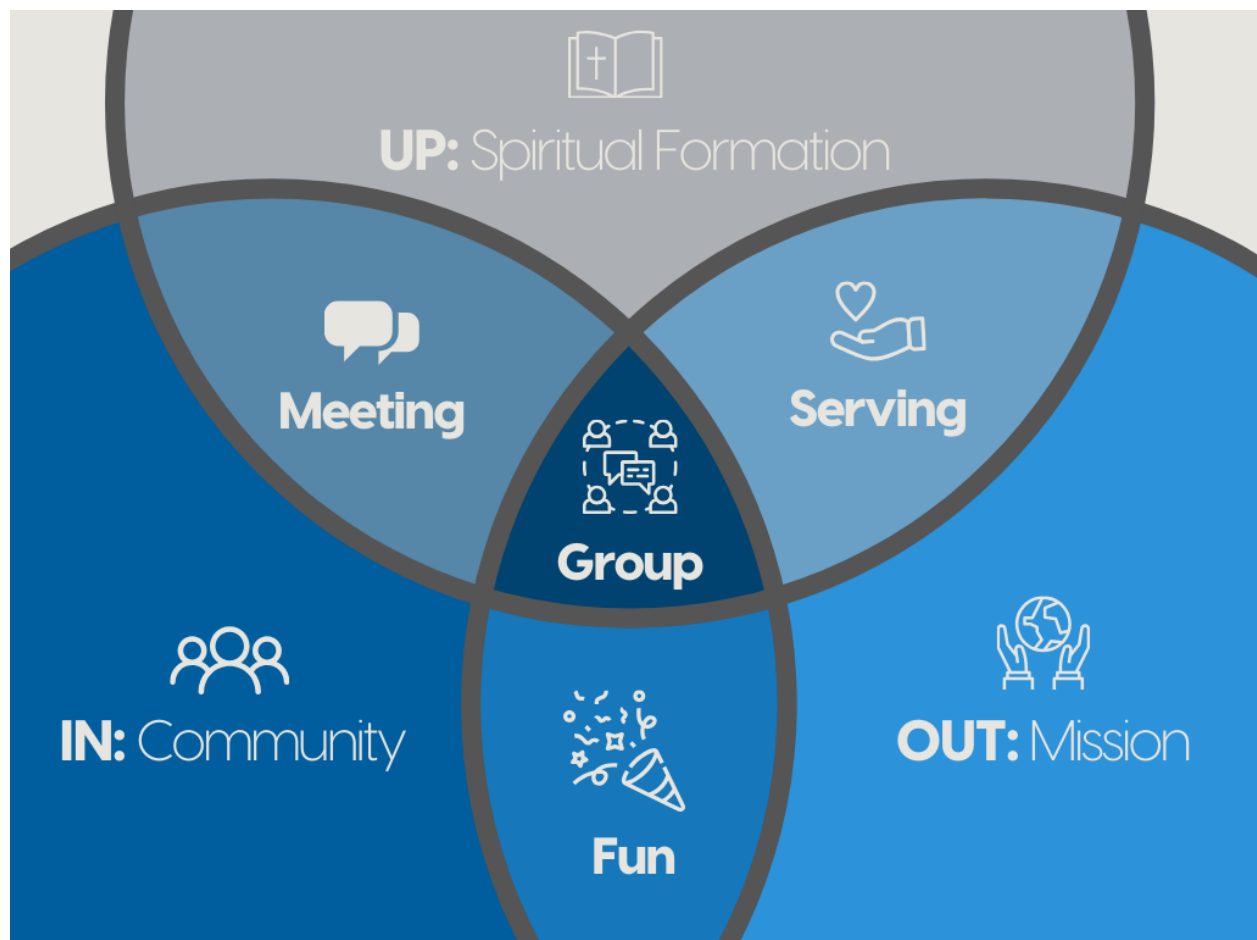 UP: Spiritual Formation
Meeting
Serving
Group
IN: Community
OUT: Mission
Fun